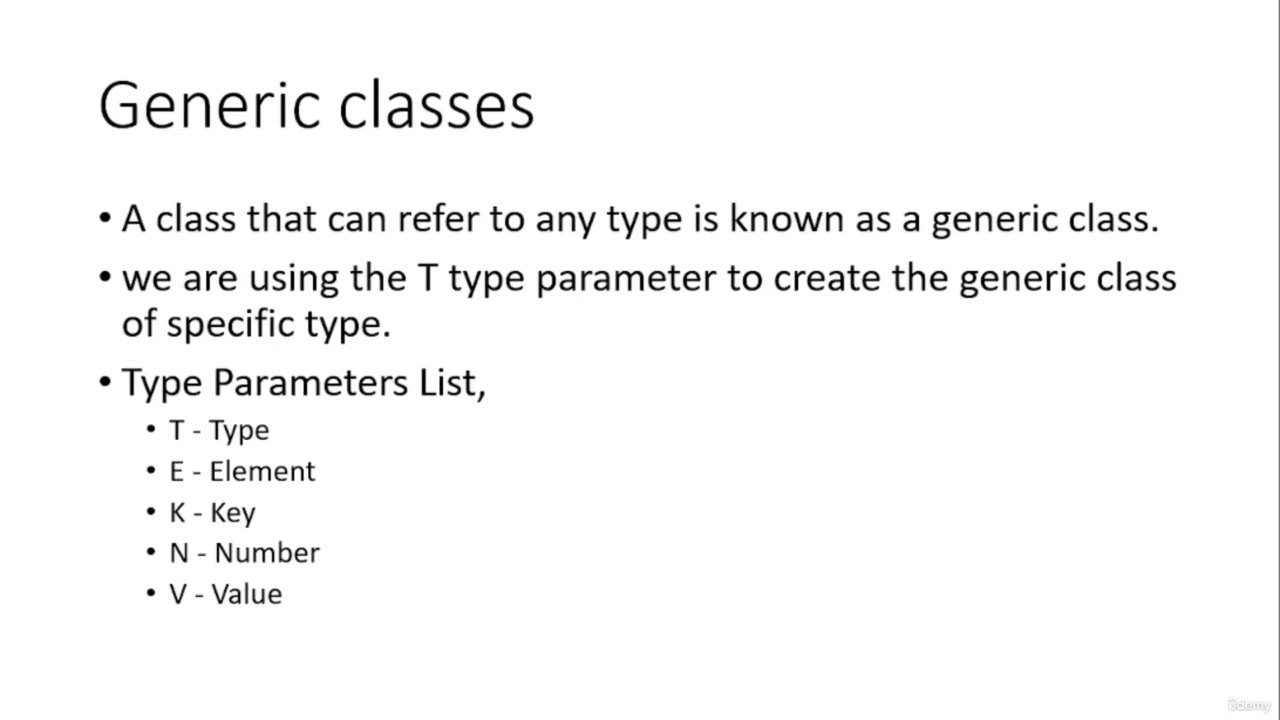 Generic classes
• A class that can refer to any type is known as a generic class.
• we are using the T type parameter to create the generic class
of specific type.
• Type Parameters List,
• T - Type
• E - Element
• K - Key
• N - Number
• V - Value
ûdemy